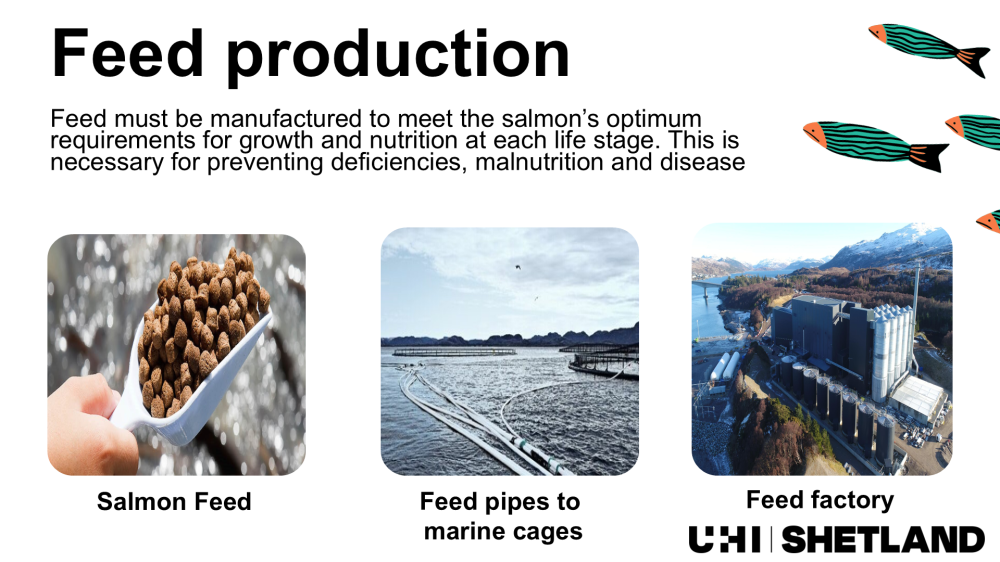 Feed production
Feed must be manufactured to meet the salmon’s optimum
requirements for growth and nutrition at each life stage. This is
necessary for preventing deficiencies, malnutrition and disease
Salmon Feed
Feed pipes to
marine cages
Feed factory
UHI SHETLAND